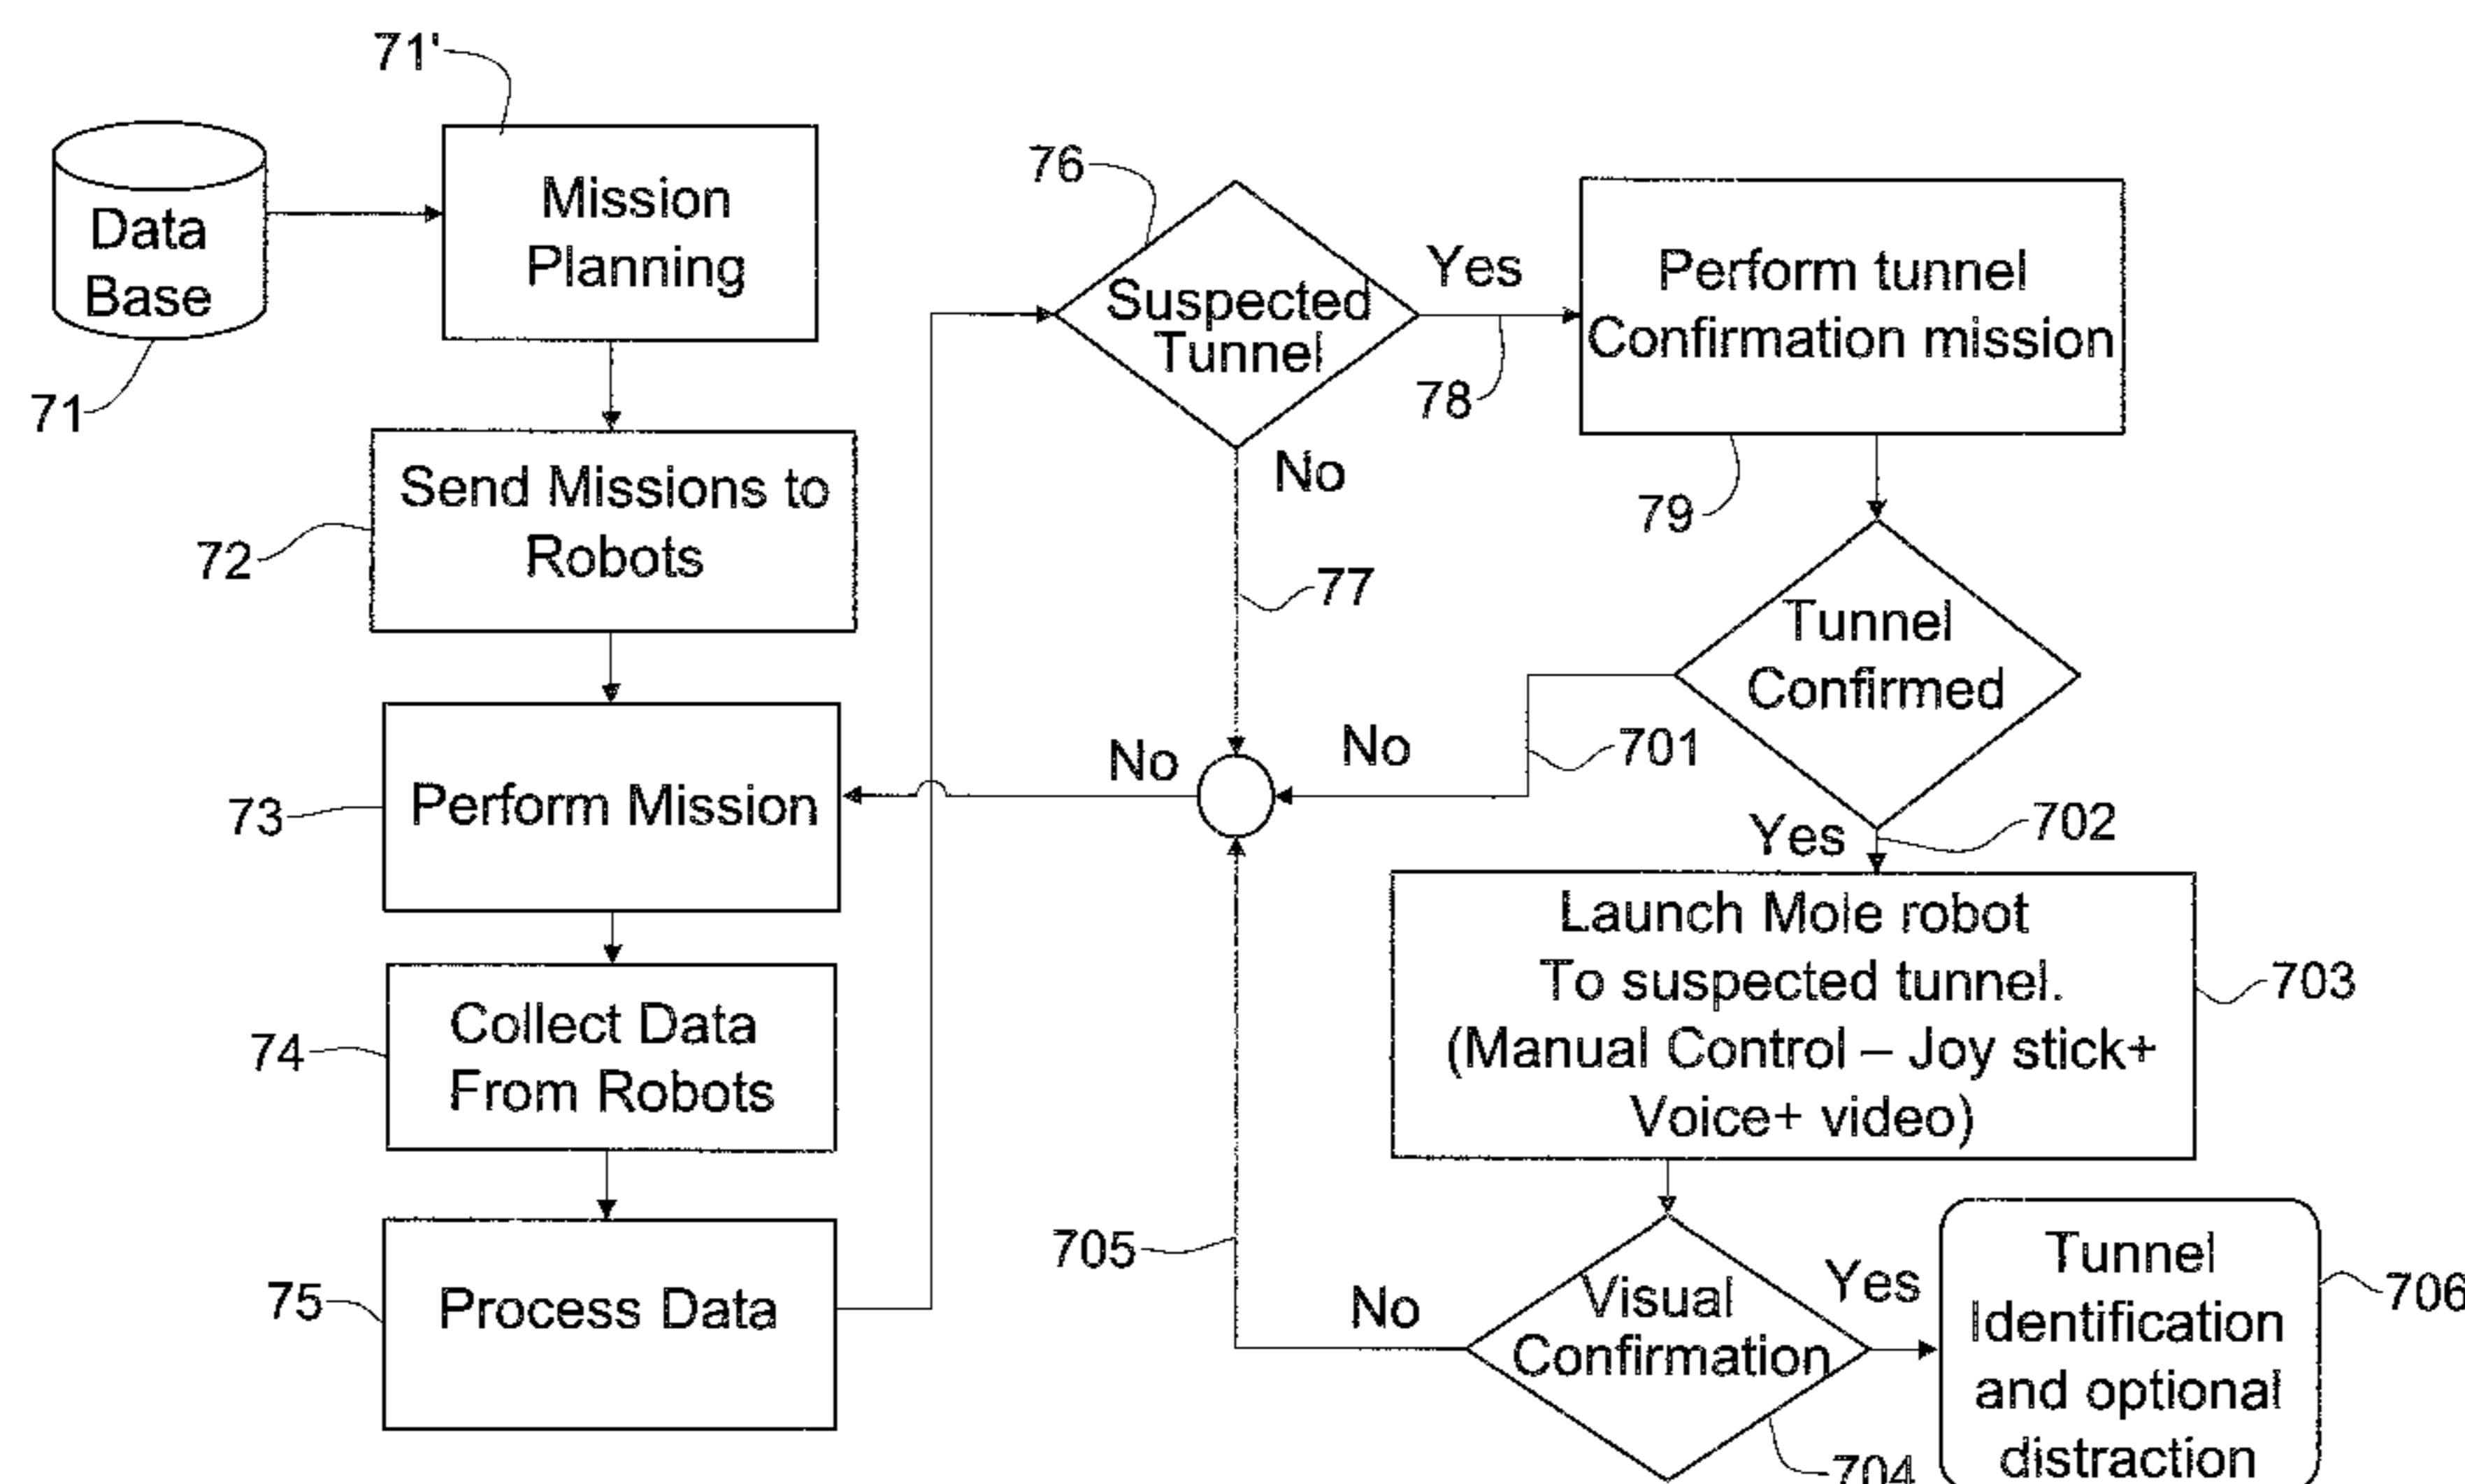 71'
Data
Base
71
Mission
Planning
Send Missions to
Robots
72
Perform Mission
73
Collect Data
From Robots
74
Process Data
75
76
Suspected
Tunnel
Yes
78
No
77
Perform tunnel
Confirmation mission
79
Tunnel
Confirmed
No
701
No
Yes
702
Launch Mole robot
To suspected tunnel.
(Manual Control – Joy stick+
Voice+ video)
703
Visual
Confirmation
704
No
705
Yes
Tunnel
Identification
and optional
distraction
706